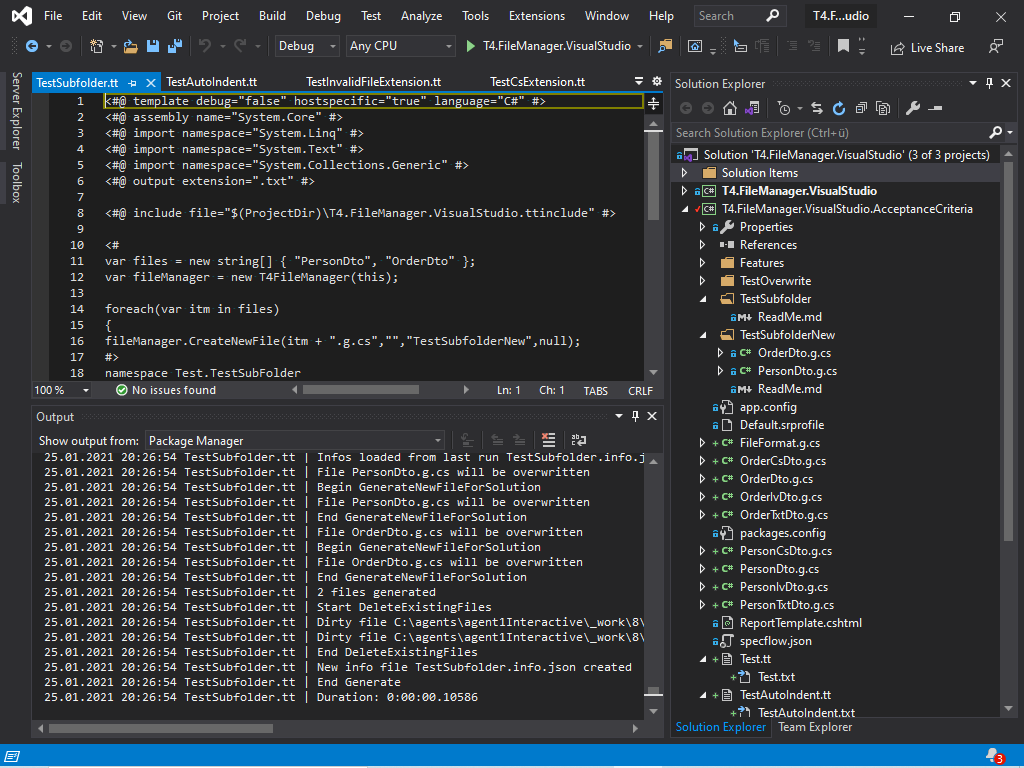 File Edit View Git Project Build Debug Test Analyze Tools Extensions Window Help Search T4.F...udio
Debug Any CPU T4.FileManager.VisualStudio Live Share
Server Explorer
Toolbox
TestSubfolder.tt TestAutoIndent.tt TestInvalidFileExtension.tt TestCsExtension.tt
1 <#@ template debug="false" hostspecific="true" language="C#" #>
2 <#@ assembly name="System.Core" #>
3 <#@ import namespace="System.Linq" #>
4 <#@ import namespace="System.Text" #>
5 <#@ import namespace="System.Collections.Generic" #>
6 <#@ output extension=".txt" #>
7
8 <#@ include file="$(ProjectDir)\T4.FileManager.VisualStudio.ttinclude" #>
9
10 <#
11 var files = new string[] { "PersonDto", "OrderDto" };
12 var fileManager = new T4FileManager(this);
13
14 foreach(var itm in files)
15 {
16 fileManager.CreateNewFile(itm + ".g.cs","","TestSubfolderNew",null);
17 #>
18 namespace Test.TestSubFolder
100 % No issues found Ln: 1 Ch: 1 TABS CRLF
Output
Show output from: Package Manager
25.01.2021 20:26:54 TestSubfolder.tt | Infos loaded from last run TestSubfolder.info.j
25.01.2021 20:26:54 TestSubfolder.tt | File PersonDto.g.cs will be overwritten
25.01.2021 20:26:54 TestSubfolder.tt | Begin GenerateNewFileForSolution
25.01.2021 20:26:54 TestSubfolder.tt | File PersonDto.g.cs will be overwritten
25.01.2021 20:26:54 TestSubfolder.tt | End GenerateNewFileForSolution
25.01.2021 20:26:54 TestSubfolder.tt | File OrderDto.g.cs will be overwritten
25.01.2021 20:26:54 TestSubfolder.tt | Begin GenerateNewFileForSolution
25.01.2021 20:26:54 TestSubfolder.tt | File OrderDto.g.cs will be overwritten
25.01.2021 20:26:54 TestSubfolder.tt | End GenerateNewFileForSolution
25.01.2021 20:26:54 TestSubfolder.tt | 2 files generated
25.01.2021 20:26:54 TestSubfolder.tt | Start DeleteExistingFiles
25.01.2021 20:26:54 TestSubfolder.tt | Dirty file C:\agents\agent1Interactive\_work\8\
25.01.2021 20:26:54 TestSubfolder.tt | Dirty file C:\agents\agent1Interactive\_work\8\
25.01.2021 20:26:54 TestSubfolder.tt | End DeleteExistingFiles
25.01.2021 20:26:54 TestSubfolder.tt | New info file TestSubfolder.info.json created
25.01.2021 20:26:54 TestSubfolder.tt | End Generate
25.01.2021 20:26:54 TestSubfolder.tt | Duration: 0:00:00.10586
Solution Explorer
Search Solution Explorer (Ctrl+ü)
Solution 'T4.FileManager.VisualStudio' (3 of 3 projects)
Solution Items
C# T4.FileManager.VisualStudio
C# T4.FileManager.VisualStudio.AcceptanceCriteria
Properties
References
Features
TestOverwrite
TestSubfolder
M↓ ReadMe.md
TestSubfolderNew
C# OrderDto.g.cs
C# PersonDto.g.cs
M↓ ReadMe.md
app.config
Default.srprofile
+ C# FileFormat.g.cs
+ C# OrderCsDto.g.cs
+ C# OrderDto.g.cs
+ C# OrderIvDto.g.cs
+ C# OrderTxtDto.g.cs
packages.config
+ C# PersonCsDto.g.cs
+ C# PersonDto.g.cs
+ C# PersonIvDto.g.cs
+ C# PersonTxtDto.g.cs
ReportTemplate.cshtml
specflow.json
+ Test.tt
+ Test.txt
+ TestAutoIndent.tt
+ TestAutoIndent.txt
Solution Explorer Team Explorer
3